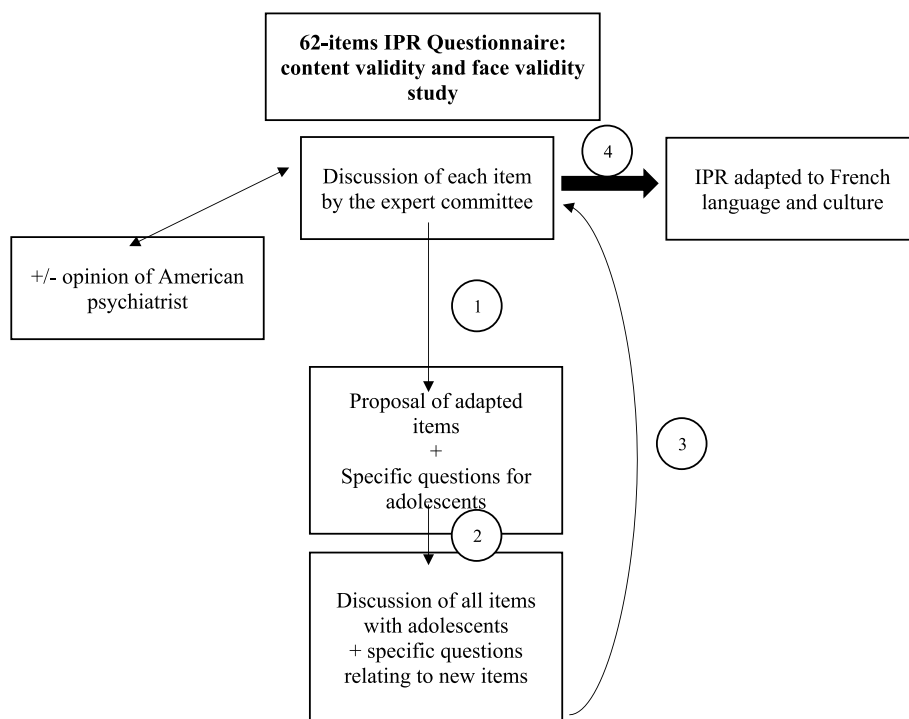 62-items IPR Questionnaire:
content validity and face validity
study
4
Discussion of each item
by the expert committee
IPR adapted to French
language and culture
+/- opinion of American
psychiatrist
1
Proposal of adapted
items
+
Specific questions for
adolescents
3
2
Discussion of all items
with adolescents
+ specific questions
relating to new items